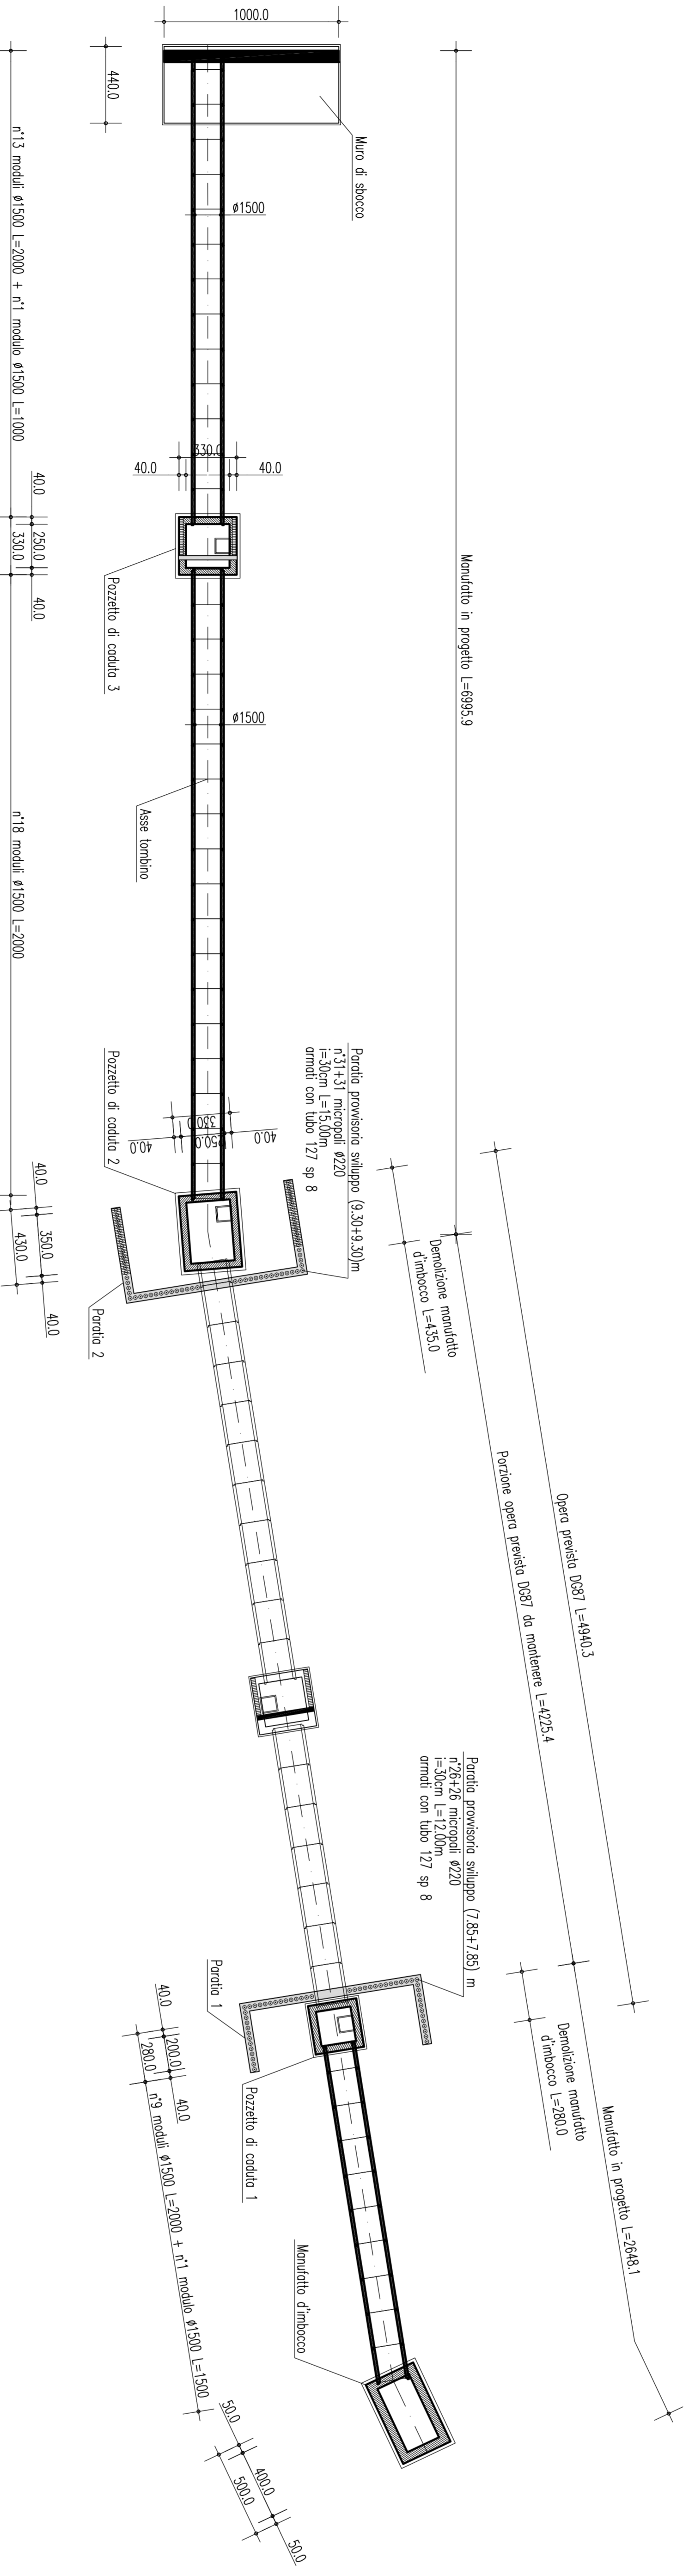 1000.0
440.0
Muro di sbocco
ø1500
n°13 moduli ø1500 L=2000 + n°1 modulo ø1500 L=1000
330.0
40.0
40.0
40.0
250.0
40.0
330.0
Pozzetto di caduta 3
Manufatto in progetto L=6995.9
ø1500
Asse tombino
n°18 moduli ø1500 L=2000
Paratia provvisoria sviluppo (9.30+9.30)m
n°31+31 micropali ø220
i=30cm L=15.00m
armati con tubo 127 sp 8
330.0
40.0
250.0
40.0
Pozzetto di caduta 2
40.0
350.0
40.0
430.0
Paratia 2
Demolizione manufatto
d'imbocco L=435.0
Opera prevista DG87 L=4940.3
Porzione opera prevista DG87 da mantenere L=4225.4
Paratia provvisoria sviluppo (7.85+7.85) m
n°26+26 micropali ø220
i=30cm L=12.00m
armati con tubo 127 sp 8
Paratia 1
40.0
200.0
40.0
280.0
Pozzetto di caduta 1
Demolizione manufatto
d'imbocco L=280.0
Manufatto in progetto L=2648.1
n°9 moduli ø1500 L=2000 + n°1 modulo ø1500 L=1500
Manufatto d'imbocco
50.0
400.0
50.0
500.0